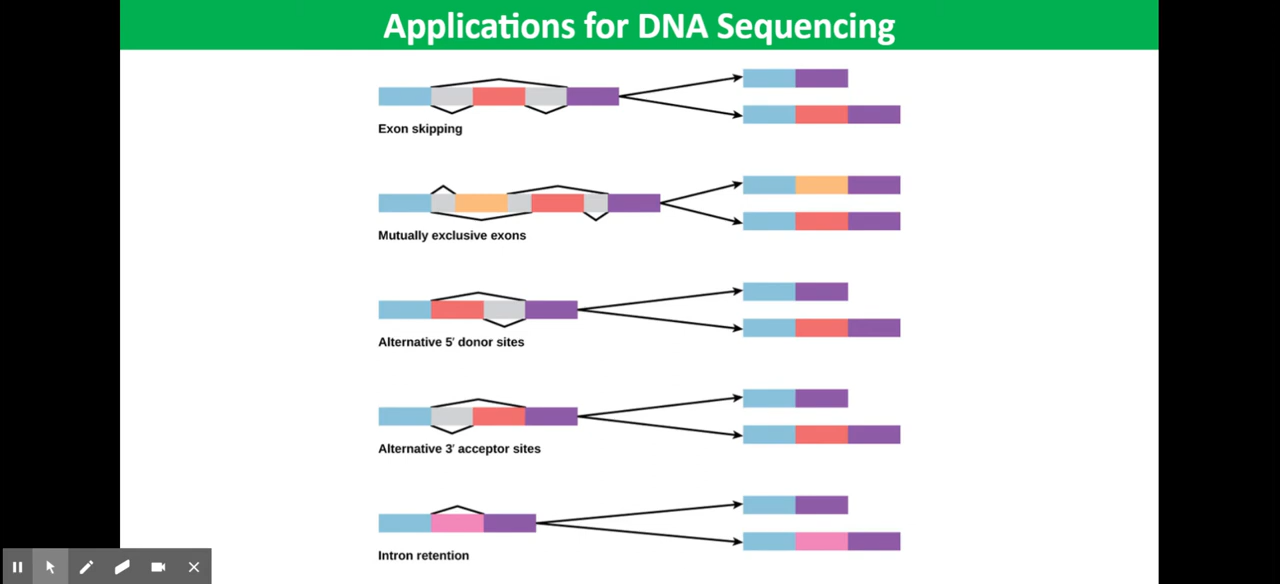 Applications for DNA Sequencing
Exon skipping
Mutually exclusive exons
Alternative 5′ donor sites
Alternative 3′ acceptor sites
Intron retention